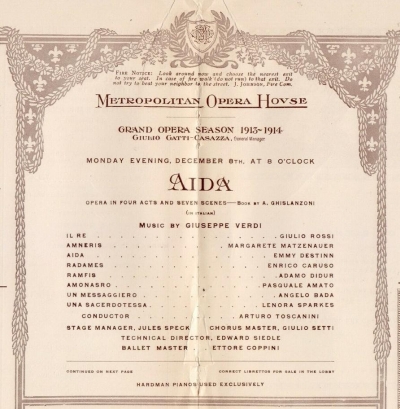 FIRE NOTICE: Look around now and choose the nearest exit
to your seat. In case of fire walk (do not run) to that exit. Do
not try to beat your neighbor to the street. J. JOHNSON, Fire Com.
METROPOLITAN OPERA HOVSE
GRAND OPERA SEASON 1913-1914
GIULIO GATTI-CASAZZA, General Manager
MONDAY EVENING, DECEMBER 8TH, AT 8 O'CLOCK
AIDA
OPERA IN FOUR ACTS AND SEVEN SCENES—BOOK BY A. GHISLANZONI
(IN ITALIAN)
MUSIC BY GIUSEPPE VERDI
IL RE . . . . . . . . . . GIULIO ROSSI
AMNERIS . . . . . . . . MARGARETE MATZENAUER
AIDA . . . . . . . . . . EMMY DESTINN
RADAMES . . . . . . . . ENRICO CARUSO
RAMFIS . . . . . . . . . ADAMO DIDUR
AMONASRO . . . . . . . . PASQUALE AMATO
UN MESSAGGIERO . . . . . . ANGELO BADA
UNA SACERDOTESSA . . . . . LENORA SPARKES
CONDUCTOR . . . . . ARTURO TOSCANINI
STAGE MANAGER, JULES SPECK CHORUS MASTER, GIULIO SETTI
TECHNICAL DIRECTOR, EDWARD SIEDLE
BALLET MASTER . . ETTORE COPPINI
CONTINUED ON NEXT PAGE CORRECT LIBRETTOS FOR SALE IN THE LOBBY
HARDMAN PIANOS USED EXCLUSIVELY